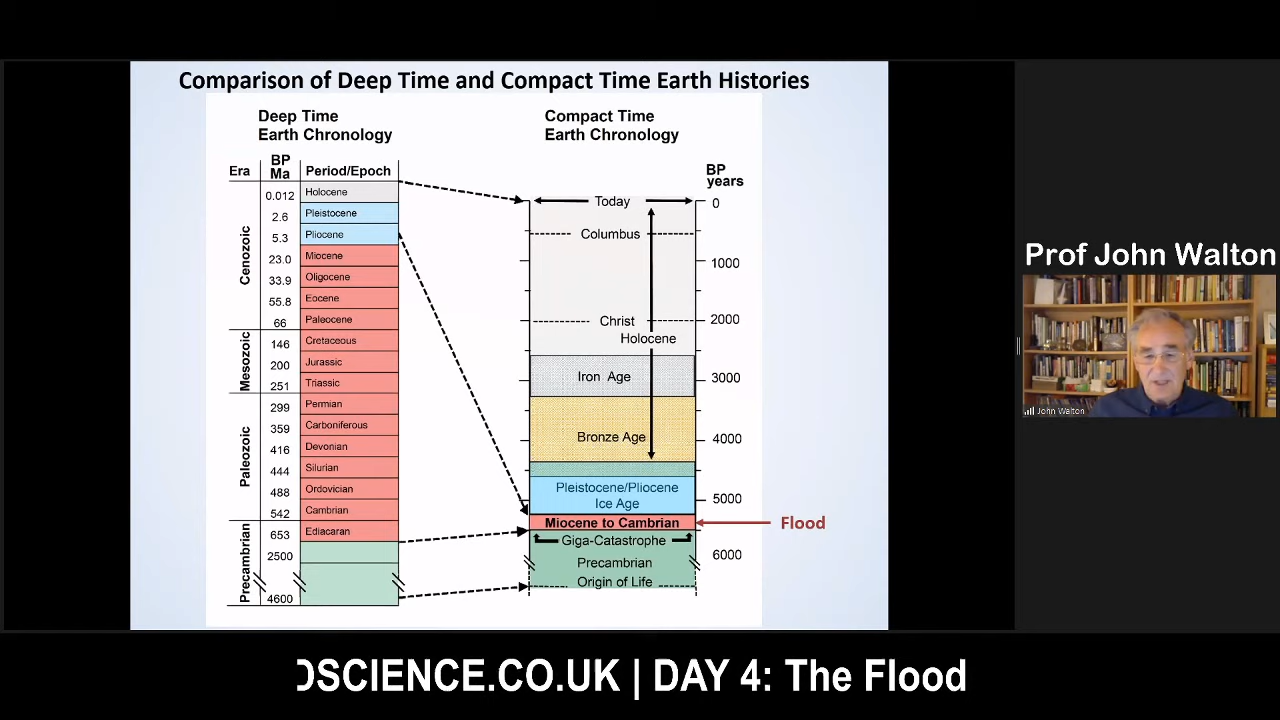 Comparison of Deep Time and Compact Time Earth Histories
Deep Time
Earth Chronology
Era
BP
Ma
Period/Epoch
Cenozoic
0.012
Holocene
2.6
Pleistocene
5.3
Pliocene
23.0
Miocene
33.9
Oligocene
55.8
Eocene
66
Paleocene
Mesozoic
146
Cretaceous
200
Jurassic
251
Triassic
Paleozoic
299
Permian
359
Carboniferous
416
Devonian
444
Silurian
488
Ordovician
542
Cambrian
Precambrian
653
Ediacaran
2500
4600
Compact Time
Earth Chronology
BP
years
Today
0
Columbus
1000
Christ
2000
Holocene
Iron Age
3000
Bronze Age
4000
Pleistocene/Pliocene
Ice Age
5000
Miocene to Cambrian
Flood
Giga-Catastrophe
6000
Precambrian
Origin of Life
Prof John Walton
John Walton
OSCIENCE.CO.UK | DAY 4: The Flood